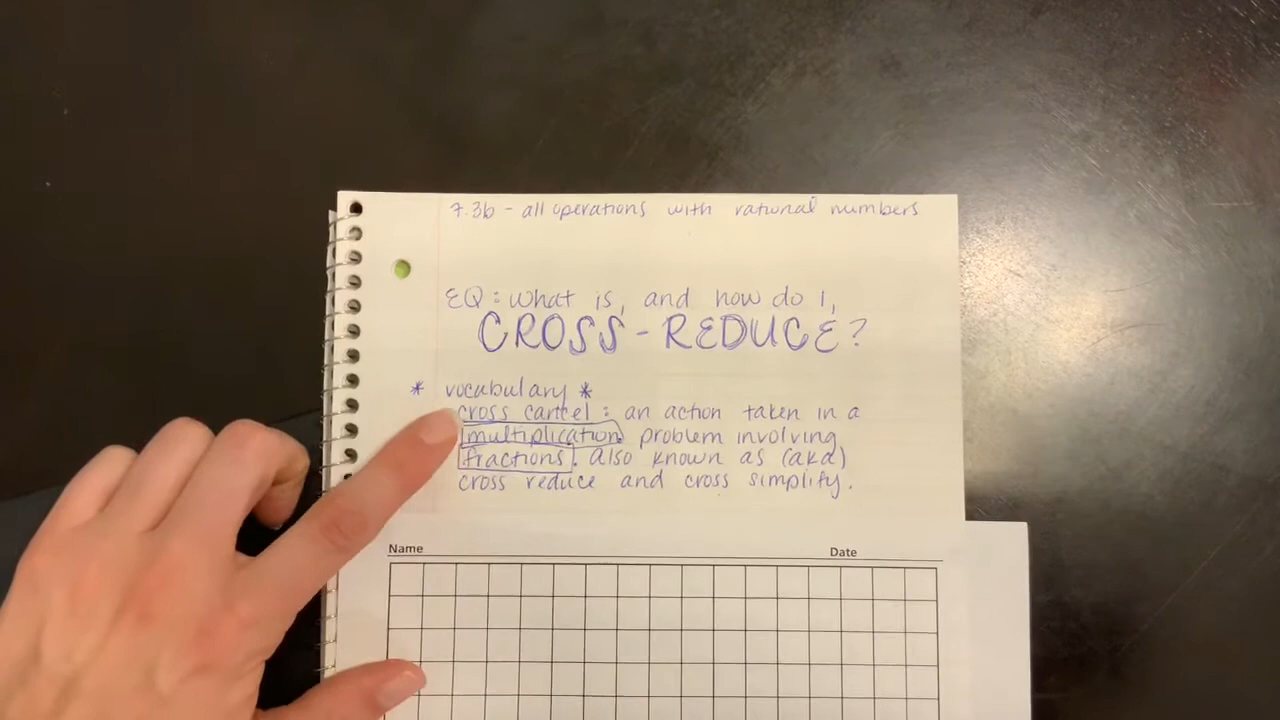 7.3b - all operations with rational numbers
EQ: what is, and how do I,
CROSS-REDUCE?
* vocabulary *
cross cancel: an action taken in a
multiplication problem involving
fractions. Also known as (aka)
cross reduce and cross simplify.
Name Date